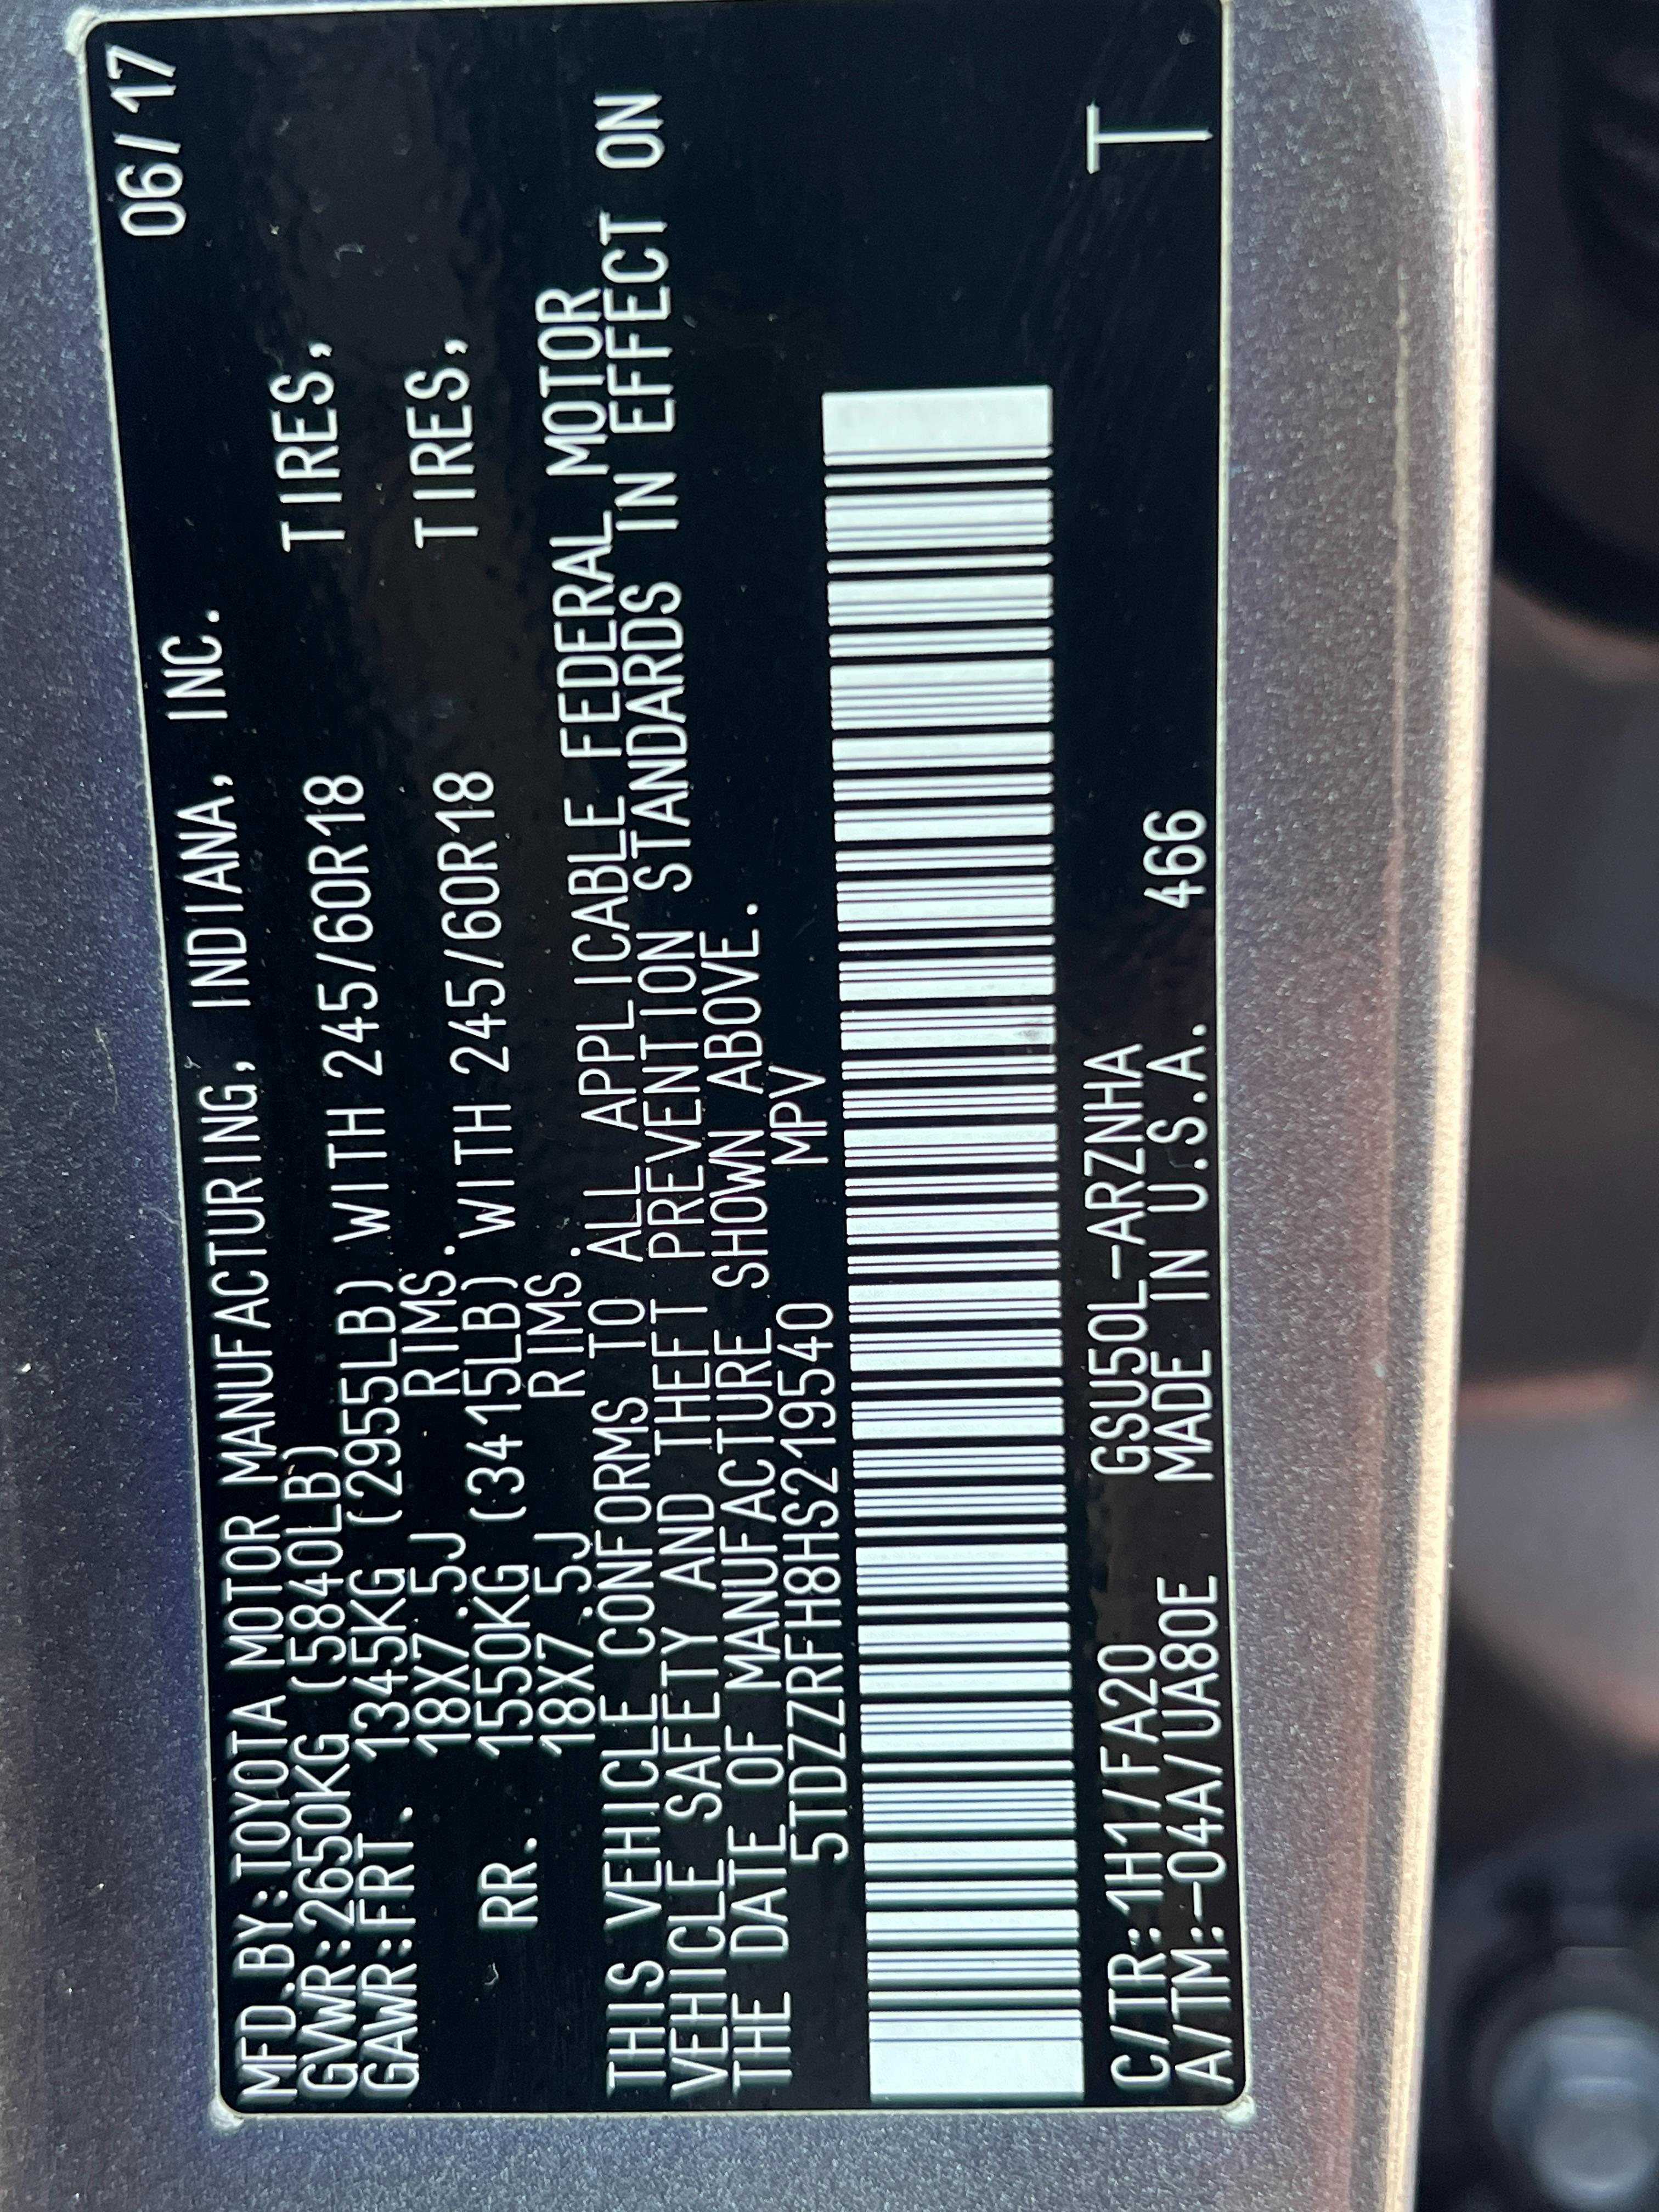 MFD.BY:TOYOTA MOTOR MANUFACTURING, INDIANA, INC. 06/17
GVWR:2650KG (5840LB)
GAWR:FRT. 1345KG (2955LB) WITH 245/60R18 TIRES,
18X7.5J RIMS.
RR. 1550KG (3415LB) WITH 245/60R18 TIRES,
18X7.5J RIMS.
THIS VEHICLE CONFORMS TO ALL APPLICABLE FEDERAL MOTOR
VEHICLE SAFETY AND THEFT PREVENTION STANDARDS IN EFFECT ON
THE DATE OF MANUFACTURE SHOWN ABOVE.
5TDZZRFH8HS219540 MPV
C/TR:1H1/FA20 GSU50L-ARZNHA
A/TM:-04A/UA80E MADE IN U.S.A. 466 T